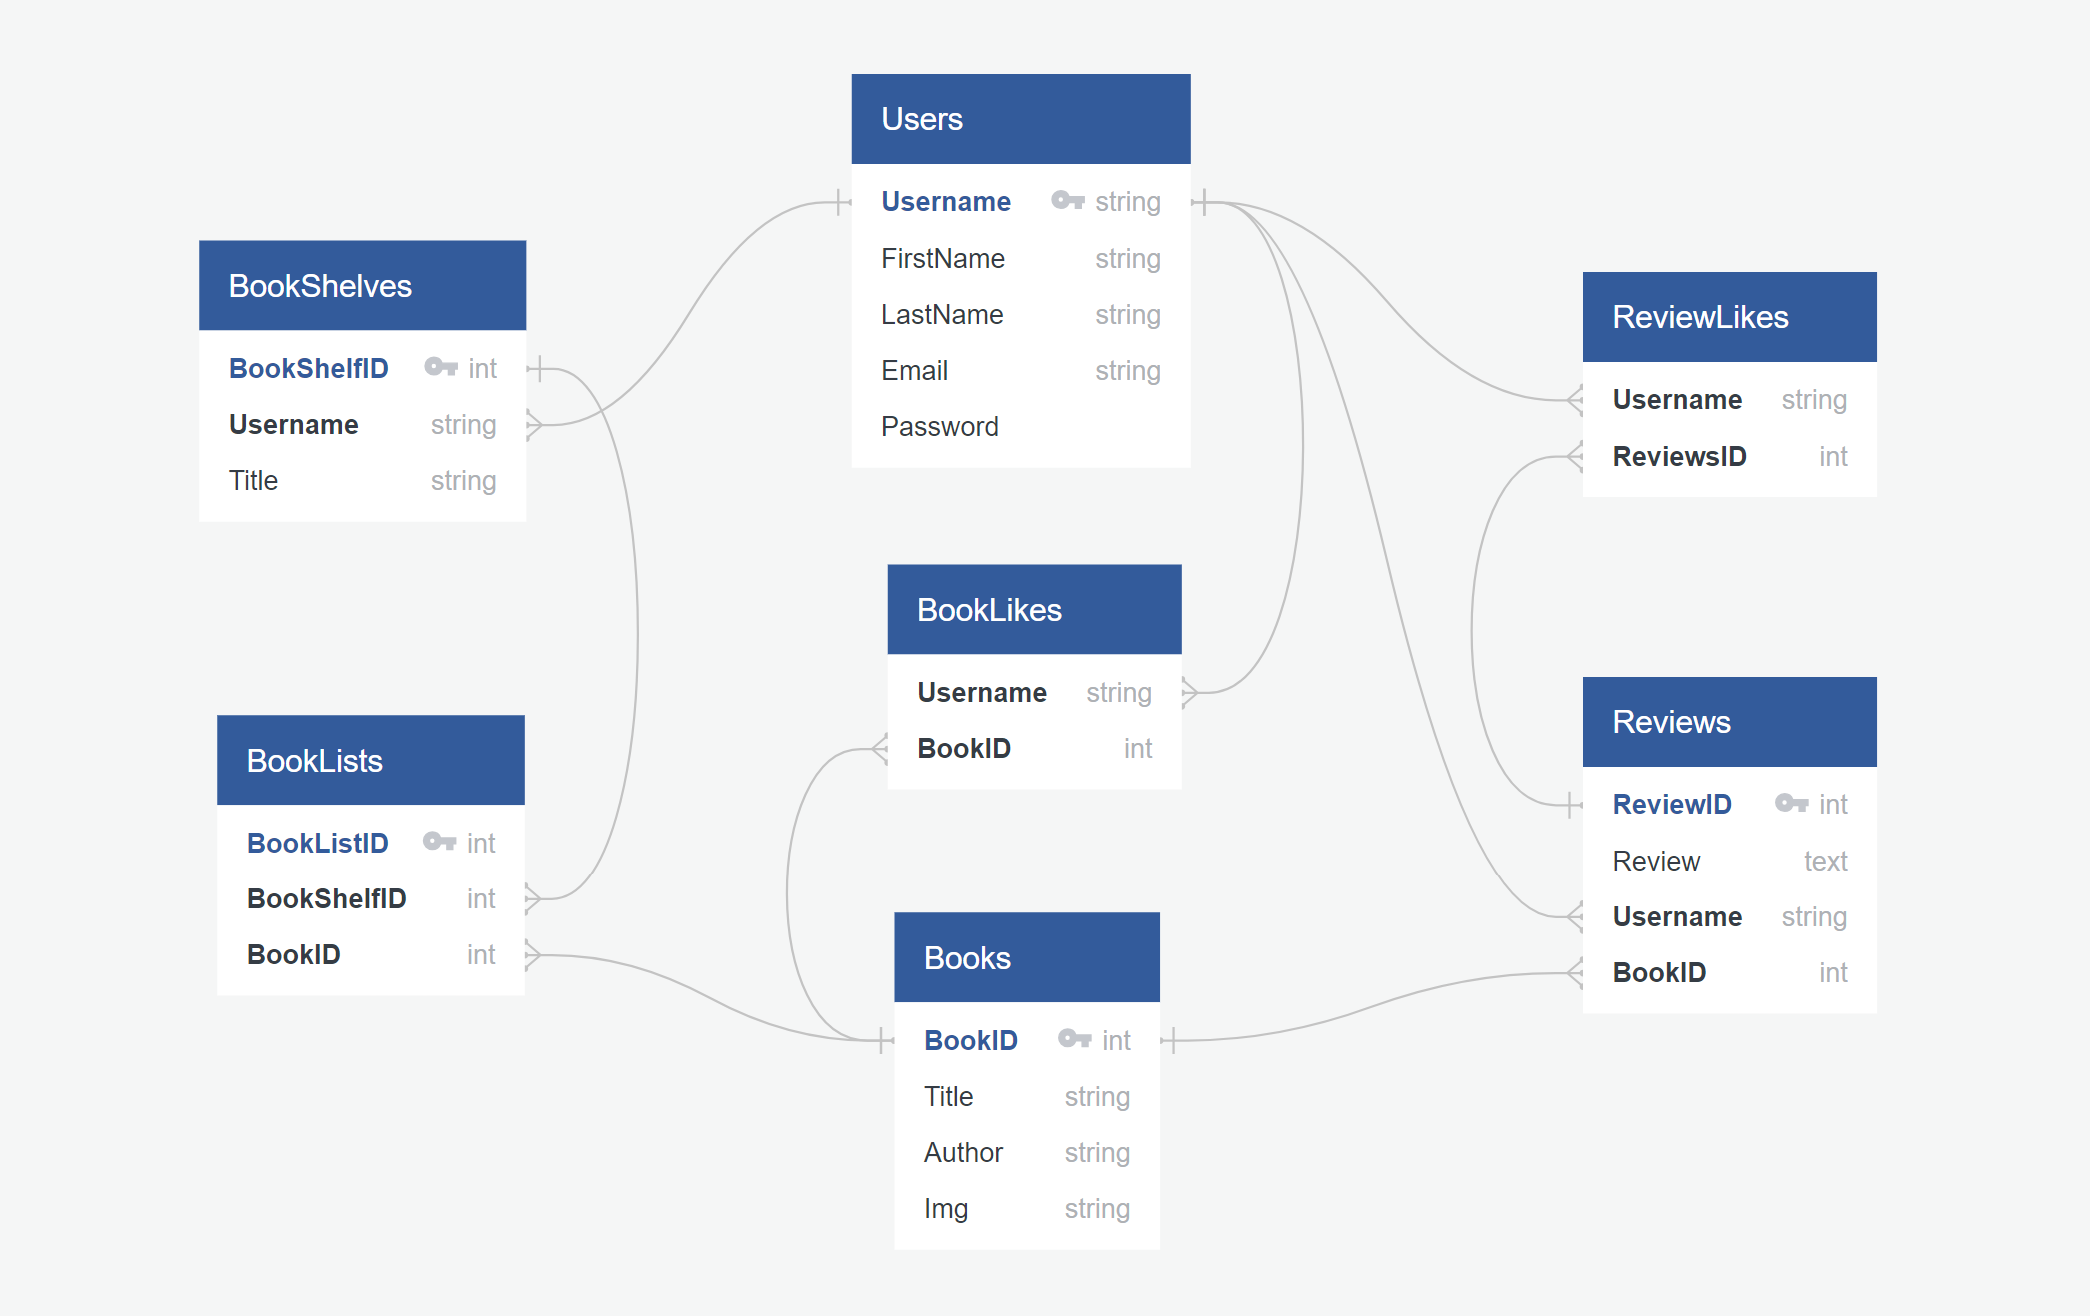 Users
Username string
FirstName string
LastName string
Email string
Password
BookShelves
BookShelfID int
Username string
Title string
ReviewLikes
Username string
ReviewsID int
BookLikes
Username string
BookID int
BookLists
BookListID int
BookShelfID int
BookID int
Reviews
ReviewID int
Review text
Username string
BookID int
Books
BookID int
Title string
Author string
Img string